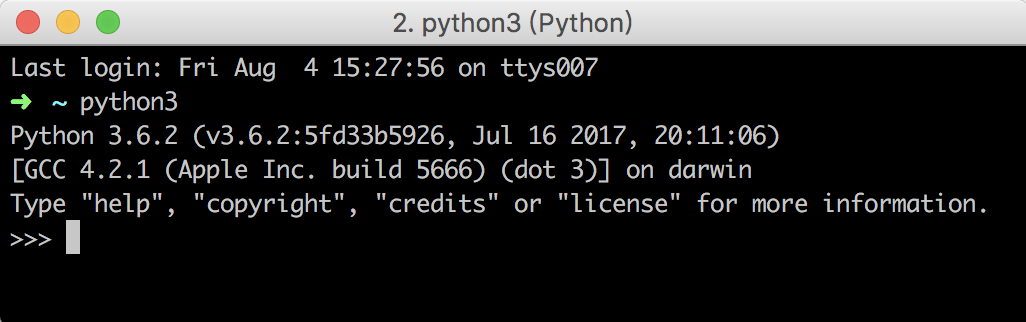 2. python3 (Python)
Last login: Fri Aug  4 15:27:56 on ttys007
➜  ~ python3
Python 3.6.2 (v3.6.2:5fd33b5926, Jul 16 2017, 20:11:06)
[GCC 4.2.1 (Apple Inc. build 5666) (dot 3)] on darwin
Type "help", "copyright", "credits" or "license" for more information.
>>>